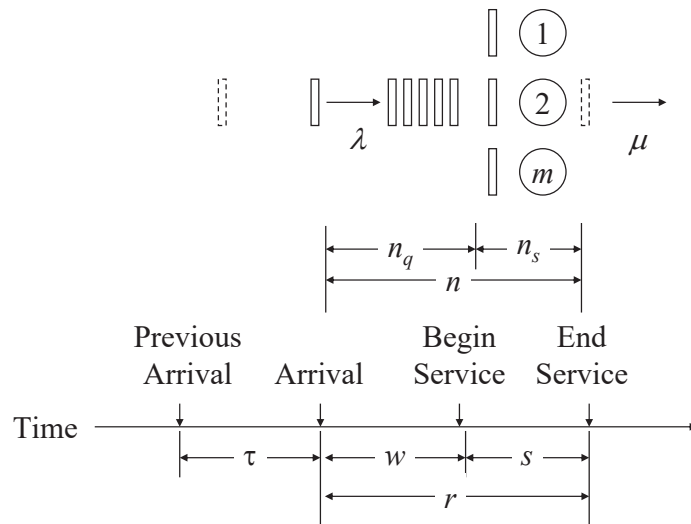 1
2
λ
μ
m
n_q
n_s
n
Previous
Arrival
Arrival
Begin
Service
End
Service
Time
τ
w
s
r